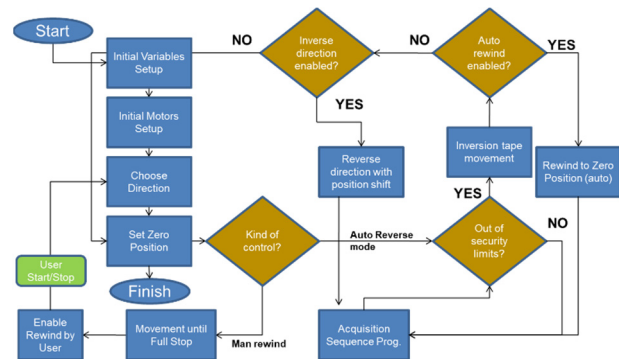 Start
Initial Variables
Setup
Initial Motors
Setup
Choose
Direction
Set Zero
Position
Finish
User
Start/Stop
Enable
Rewind by
User
Movement until
Full Stop
Man rewind
Kind of
control?
Auto Reverse
mode
NO
Inverse
direction
enabled?
YES
Reverse
direction with
position shift
NO
Auto
rewind
enabled?
YES
Inversion tape
movement
Rewind to Zero
Position (auto)
YES
NO
Out of
security
limits?
Acquisition
Sequence Prog.